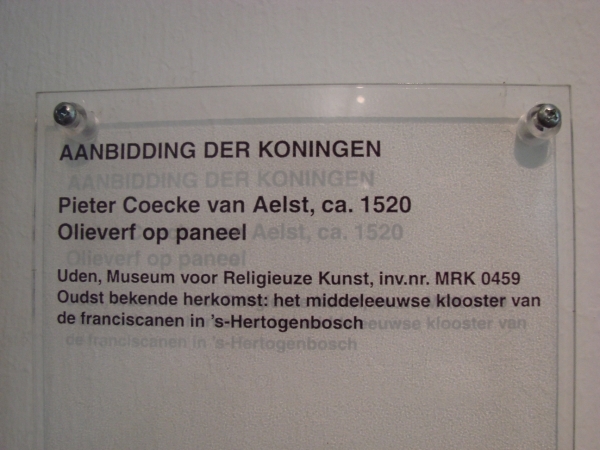 AANBIDDING DER KONINGEN
Pieter Coecke van Aelst, ca. 1520
Olieverf op paneel
Uden, Museum voor Religieuze Kunst, inv.nr. MRK 0459
Oudst bekende herkomst: het middeleeuwse klooster van
de franciscanen in 's-Hertogenbosch